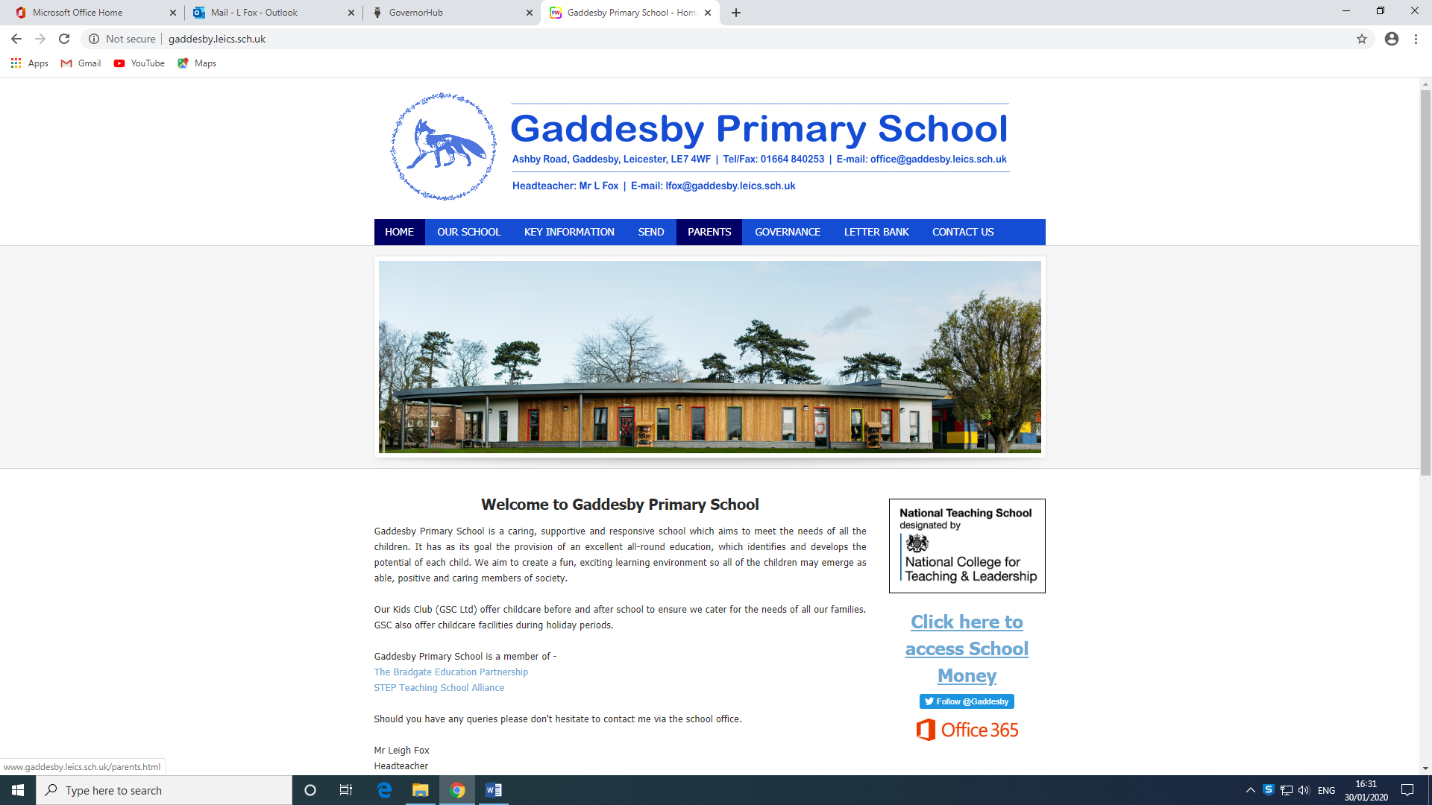 Microsoft Office Home
Mail - L Fox - Outlook
GovernorHub
Gaddesby Primary School - Hom
Not secure | gaddesby.leics.sch.uk
Apps Gmail YouTube Maps
Gaddesby Primary School
Ashby Road, Gaddesby, Leicester, LE7 4WF | Tel/Fax: 01664 840253 | E-mail: office@gaddesby.leics.sch.uk
Headteacher: Mr L Fox | E-mail: lfox@gaddesby.leics.sch.uk
HOME OUR SCHOOL KEY INFORMATION SEND PARENTS GOVERNANCE LETTER BANK CONTACT US
Welcome to Gaddesby Primary School
Gaddesby Primary School is a caring, supportive and responsive school which aims to meet the needs of all the
children. It has as its goal the provision of an excellent all-round education, which identifies and develops the
potential of each child. We aim to create a fun, exciting learning environment so all of the children may emerge as
able, positive and caring members of society.
Our Kids Club (GSC Ltd) offer childcare before and after school to ensure we cater for the needs of all our families.
GSC also offer childcare facilities during holiday periods.
Gaddesby Primary School is a member of -
The Bradgate Education Partnership
STEP Teaching School Alliance
Should you have any queries please don't hesitate to contact me via the school office.
Mr Leigh Fox
Headteacher
National Teaching School
designated by
National College for
Teaching & Leadership
Click here to
access School
Money
Follow @Gaddesby
Office 365
www.gaddesby.leics.sch.uk/parents.html
Type here to search
ENG
16:31
30/01/2020